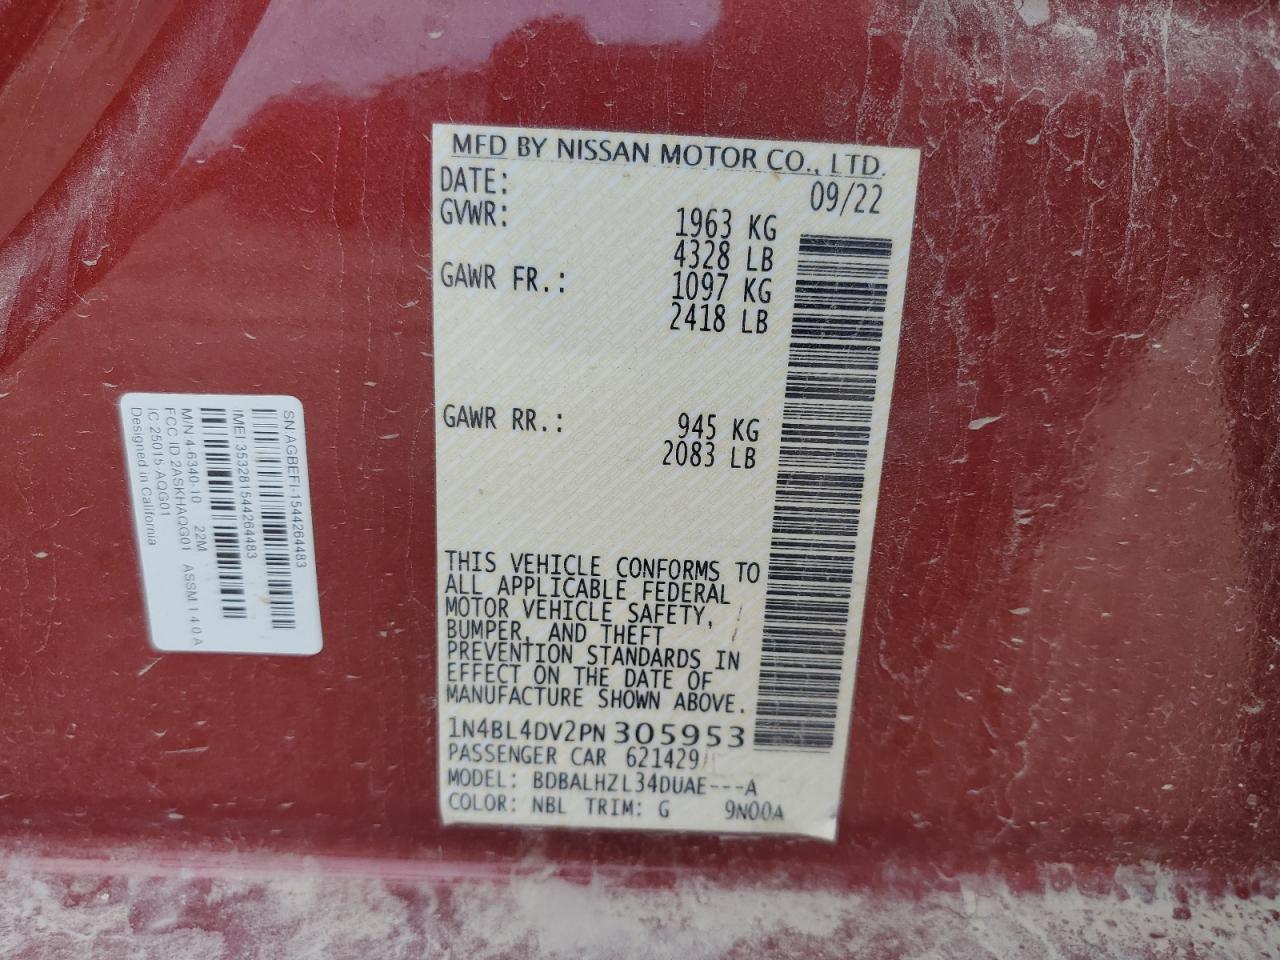 MFD BY NISSAN MOTOR CO., LTD.
DATE: 09/22
GVWR: 1963 KG
4328 LB
GAWR FR.: 1097 KG
2418 LB
GAWR RR.: 945 KG
2083 LB
THIS VEHICLE CONFORMS TO
ALL APPLICABLE FEDERAL
MOTOR VEHICLE SAFETY,
BUMPER, AND THEFT
PREVENTION STANDARDS IN
EFFECT ON THE DATE OF
MANUFACTURE SHOWN ABOVE.
1N4BL4DV2PN305953
PASSENGER CAR 621429/
MODEL: BDBALHZL34DUAE---A
COLOR: NBL TRIM: G 9N00A
SN AGBEFI-1544264483
IMEI 353281544264483
M/N 4-6340-10 22M
FCC ID 2ASKHAQG01 ASSM 1.4.0 A
IC 25015-AQG01
Designed in California